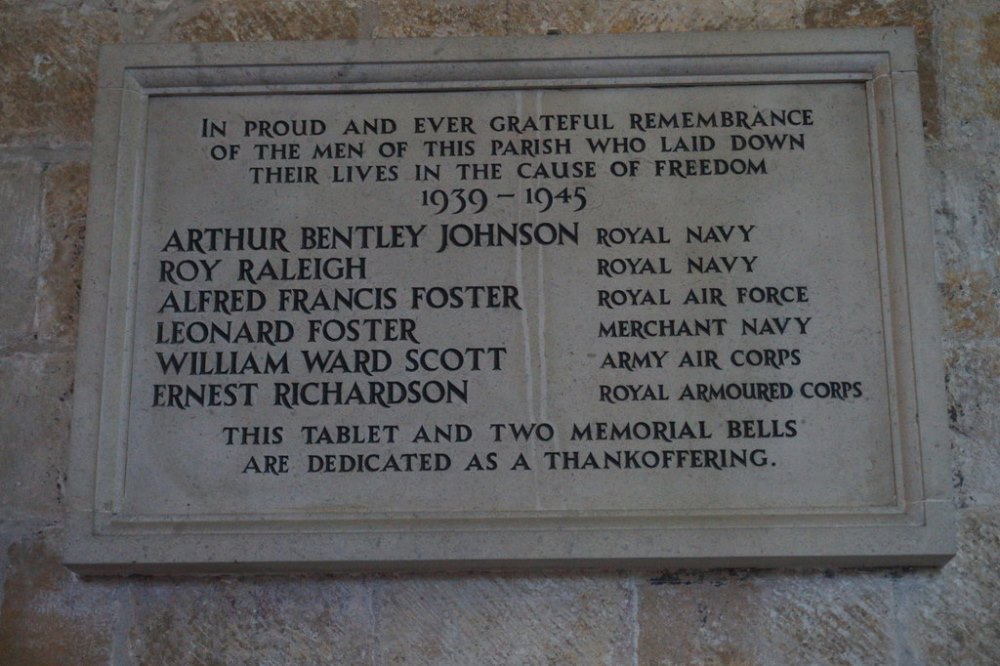 IN PROUD AND EVER GRATEFUL REMEMBRANCE
OF THE MEN OF THIS PARISH WHO LAID DOWN
THEIR LIVES IN THE CAUSE OF FREEDOM
1939 – 1945
ARTHUR BENTLEY JOHNSON ROYAL NAVY
ROY RALEIGH ROYAL NAVY
ALFRED FRANCIS FOSTER ROYAL AIR FORCE
LEONARD FOSTER MERCHANT NAVY
WILLIAM WARD SCOTT ARMY AIR CORPS
ERNEST RICHARDSON ROYAL ARMOURED CORPS
THIS TABLET AND TWO MEMORIAL BELLS
ARE DEDICATED AS A THANKOFFERING.